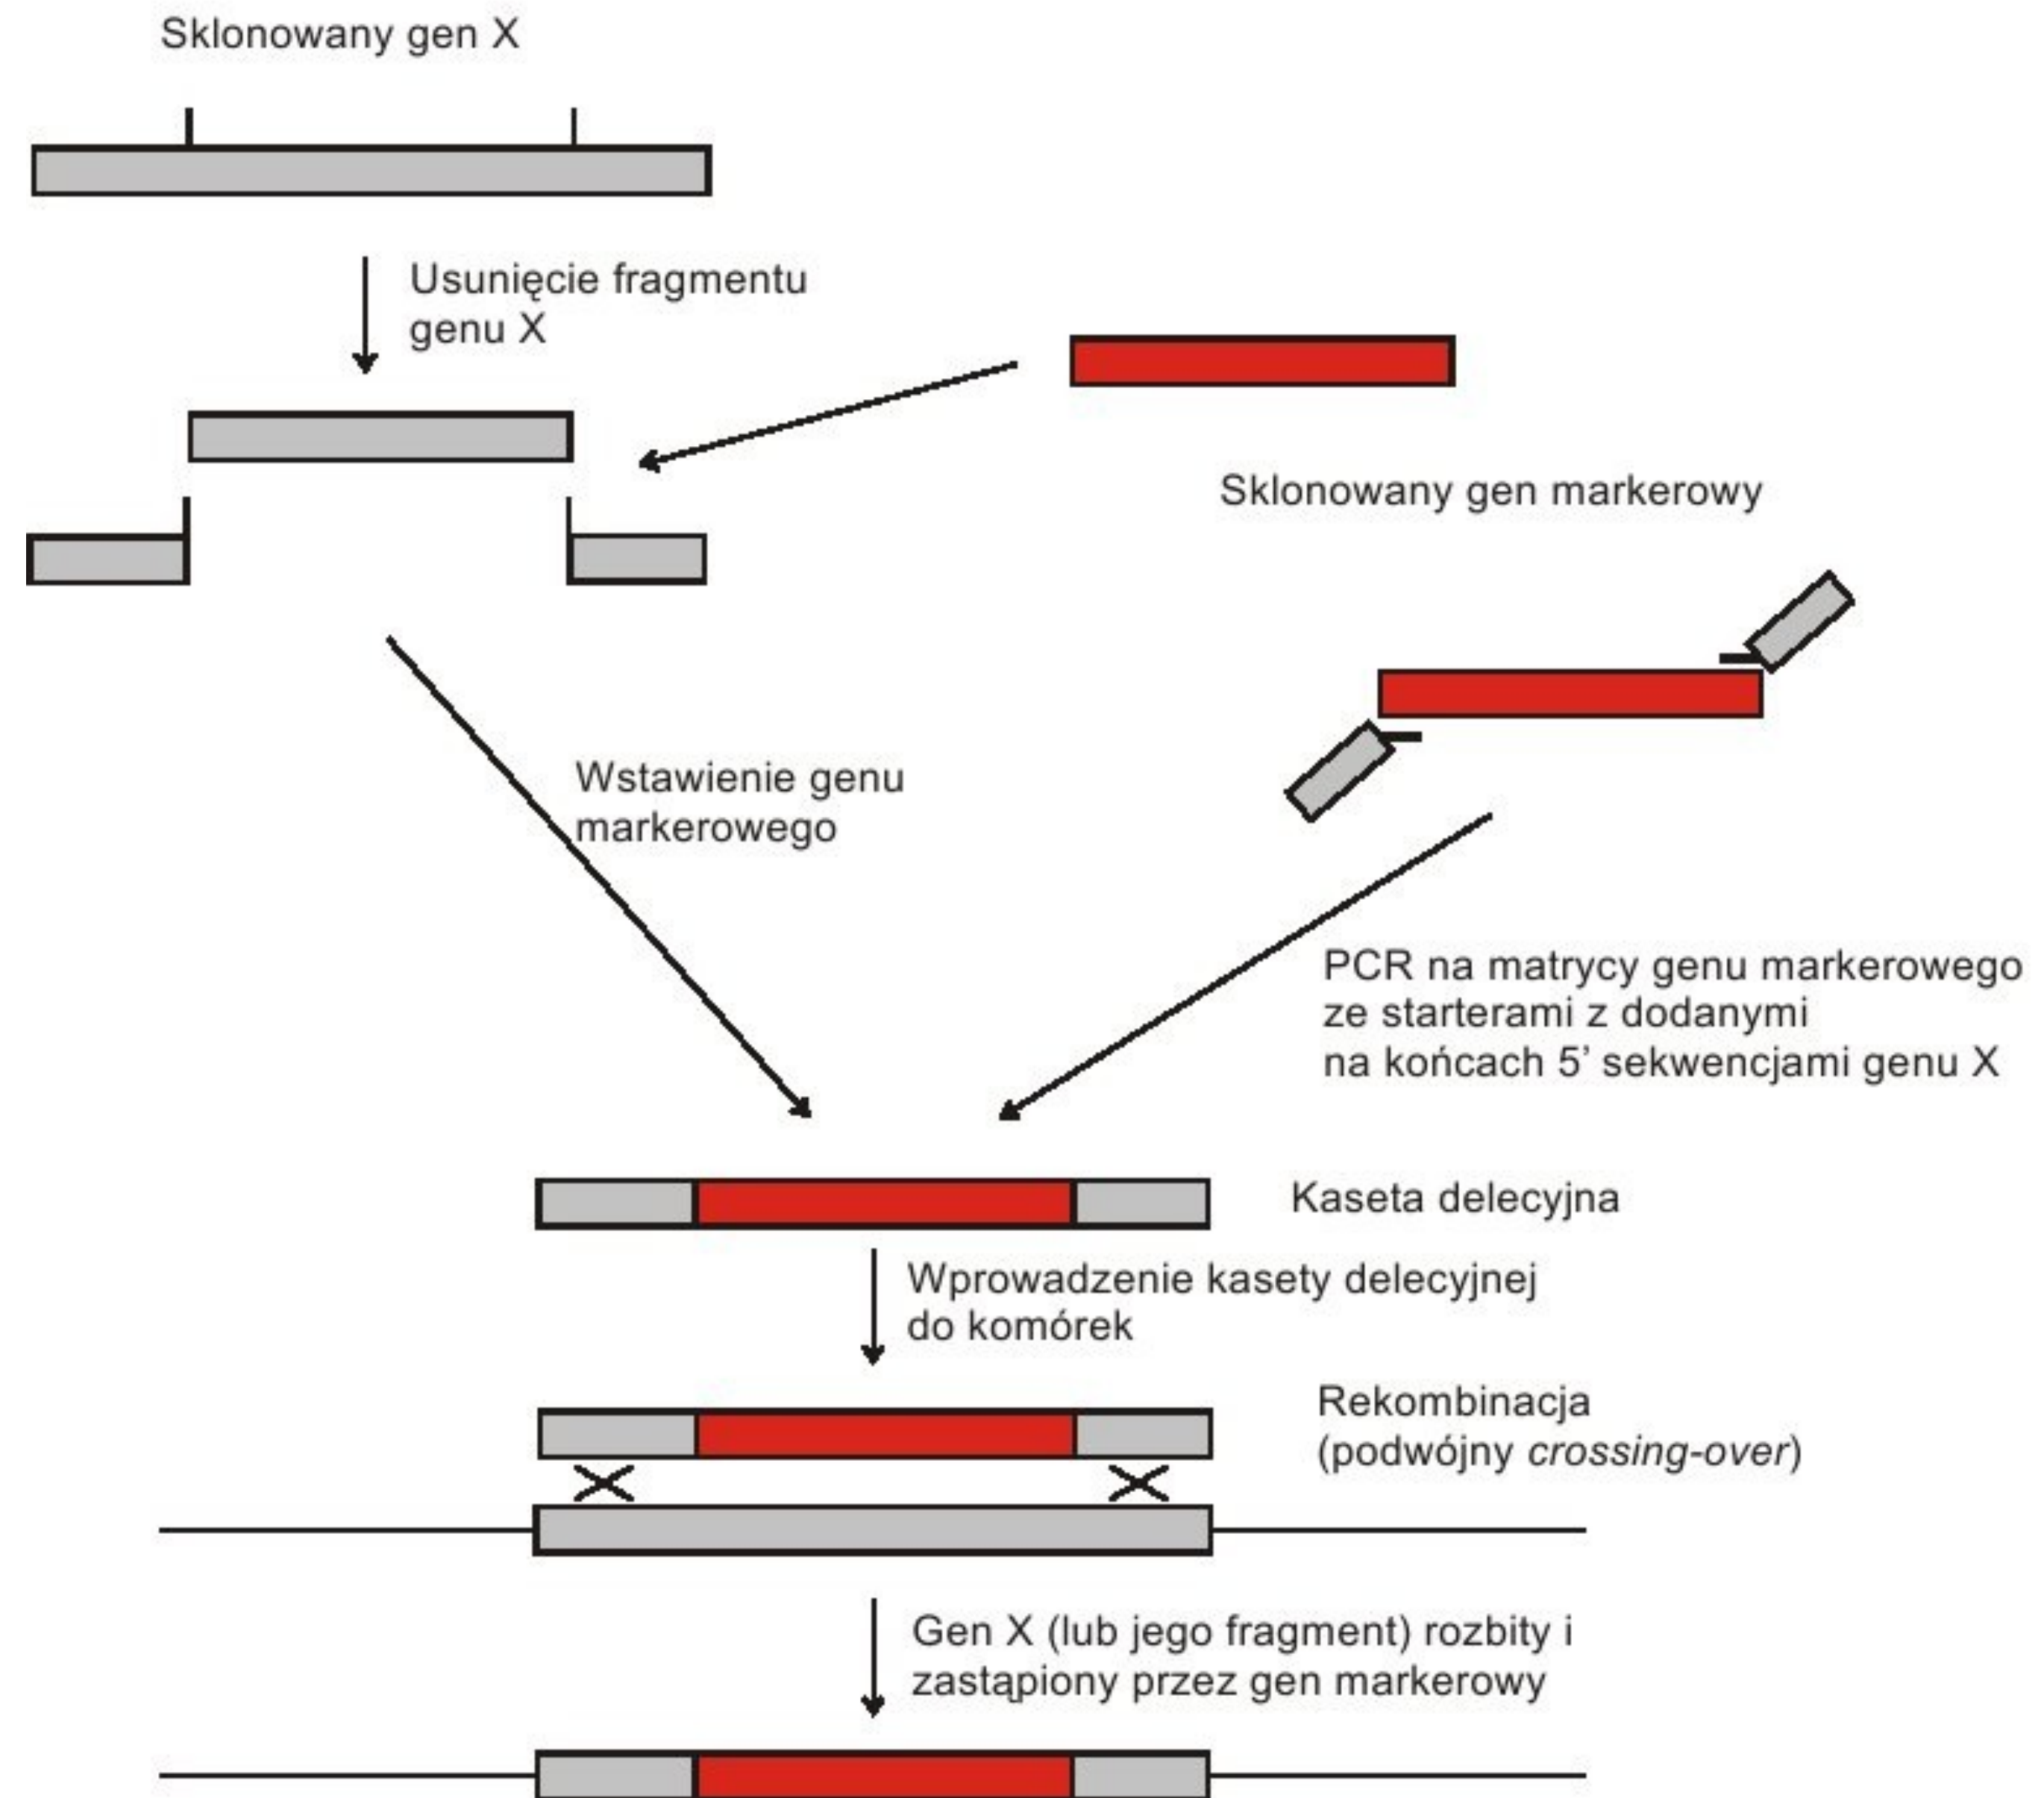 Sklonowany gen X
Usunięcie fragmentu
genu X
Sklonowany gen markerowy
Wstawienie genu
markerowego
PCR na matrycy genu markerowego
ze starterami z dodanymi
na końcach 5’ sekwencjami genu X
Kaseta delecyjna
Wprowadzenie kasety delecyjnej
do komórek
Rekombinacja
(podwójny crossing-over)
Gen X (lub jego fragment) rozbity i
zastąpiony przez gen markerowy